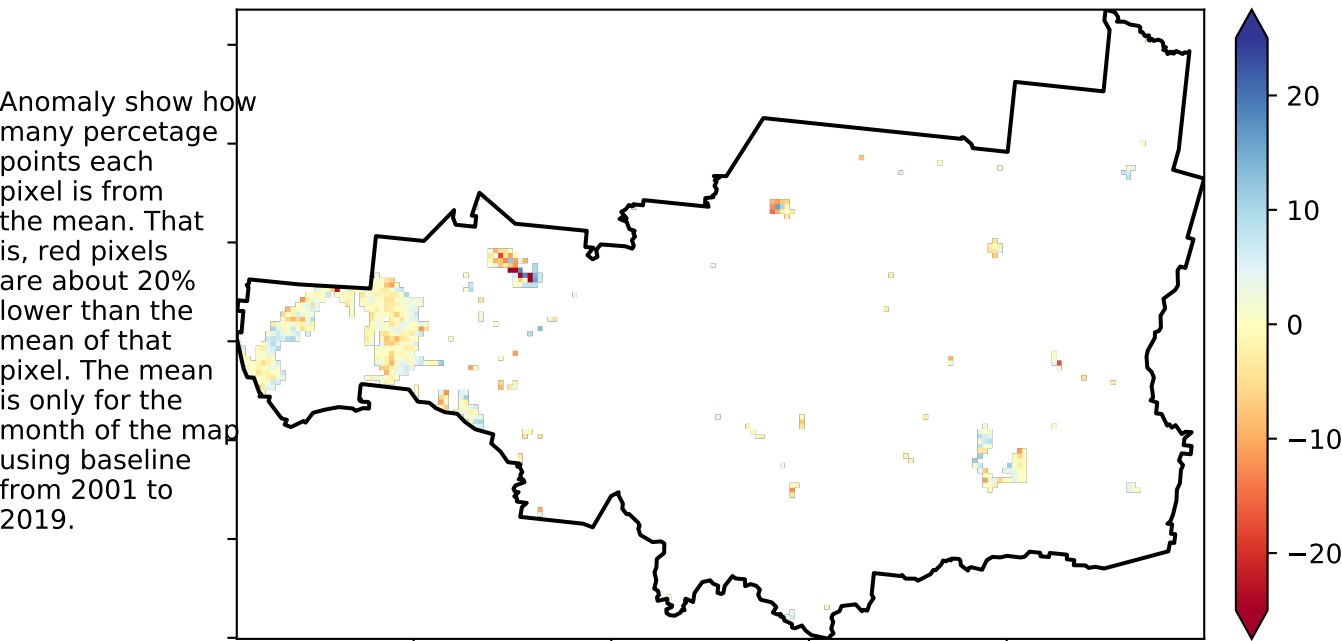 Anomaly show how
many percetage
points each
pixel is from
the mean. That
is, red pixels
are about 20%
lower than the
mean of that
pixel. The mean
is only for the
month of the map
using baseline
from 2001 to
2019.
20
10
0
−10
−20